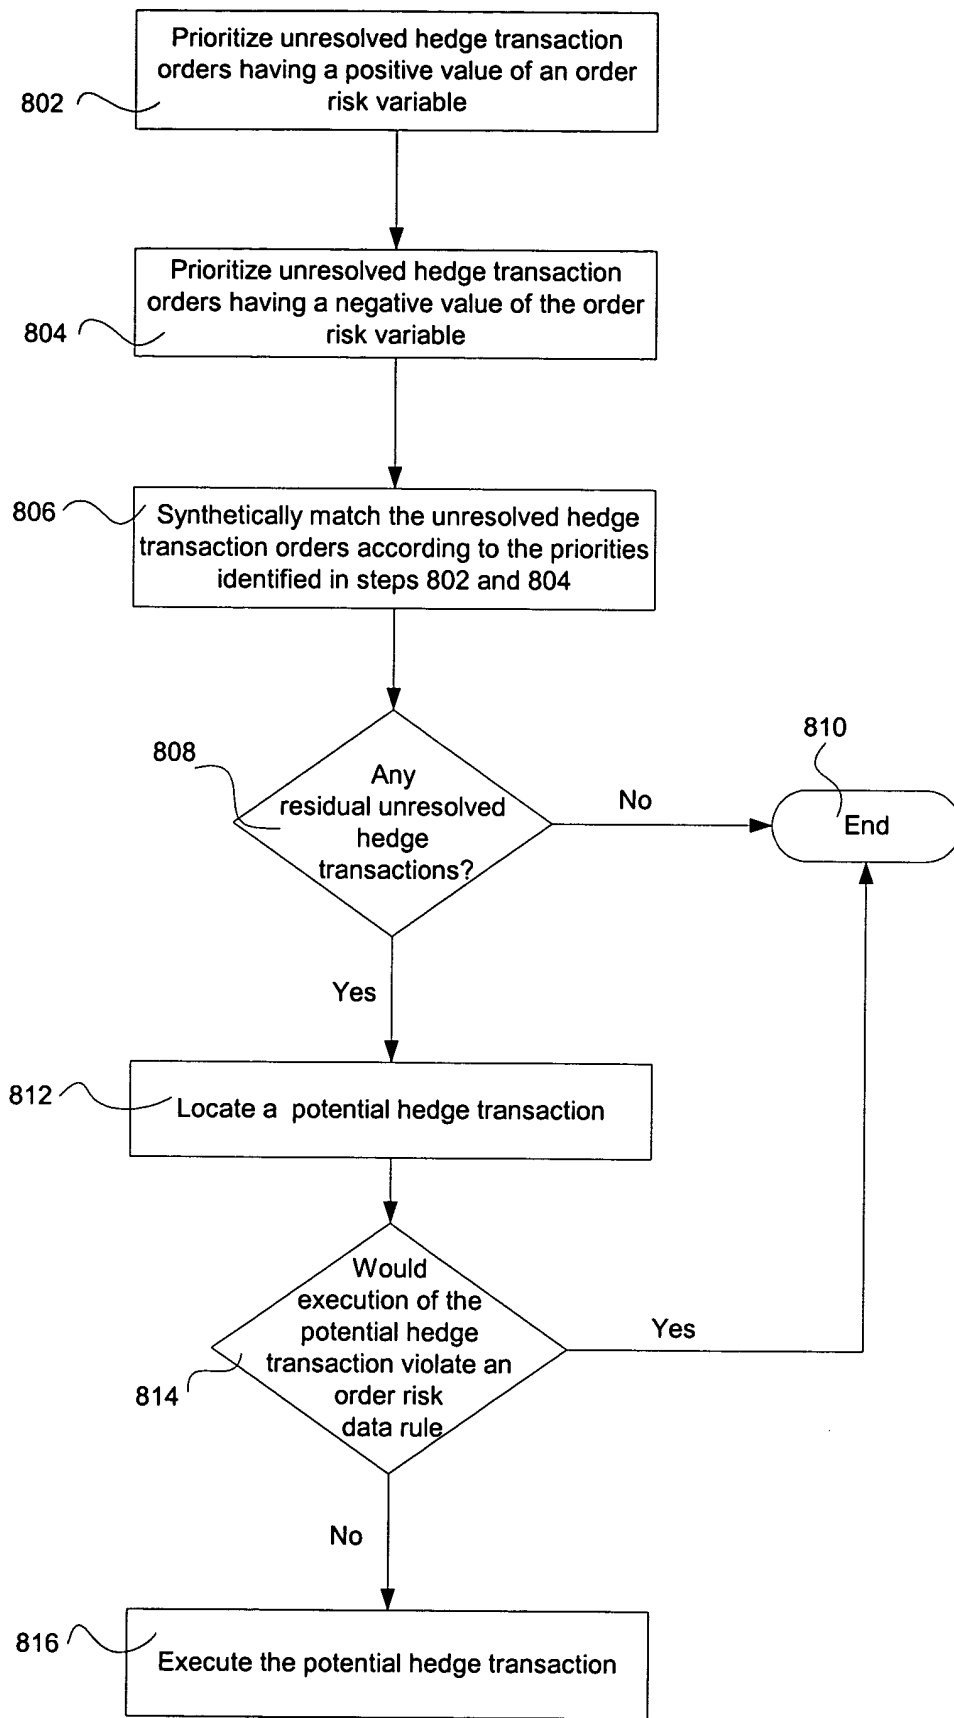 Prioritize unresolved hedge transaction
orders having a positive value of an order
risk variable
802
Prioritize unresolved hedge transaction
orders having a negative value of the order
risk variable
804
806
Synthetically match the unresolved hedge
transaction orders according to the priorities
identified in steps 802 and 804
808
Any
residual unresolved
hedge
transactions?
No
810
End
Yes
812
Locate a potential hedge transaction
Would
execution of the
potential hedge
transaction violate an
order risk
data rule
814
Yes
No
816
Execute the potential hedge transaction